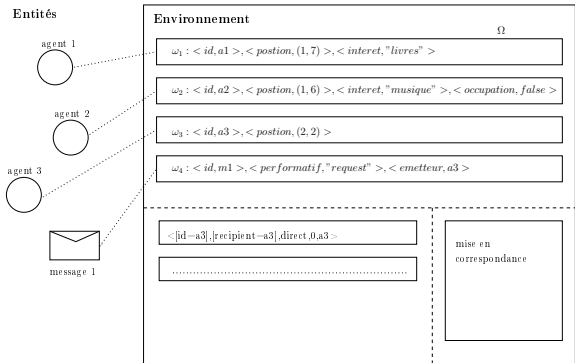 Entités
Environnement
Ω
agent 1
ω₁ : < id, a1 >, < postion, (1, 7) >, < interet, "livres" >
agent 2
ω₂ : < id, a2 >, < postion, (1, 6) >, < interet, "musique" >, < occupation, false >
ω₃ : < id, a3 >, < postion, (2, 2) >
agent 3
ω₄ : < id, m1 >, < performatif, "request" >, < emetteur, a3 >
message 1
<[id=a3],[recipient=a3],direct,0,a3>
mise en
correspondance